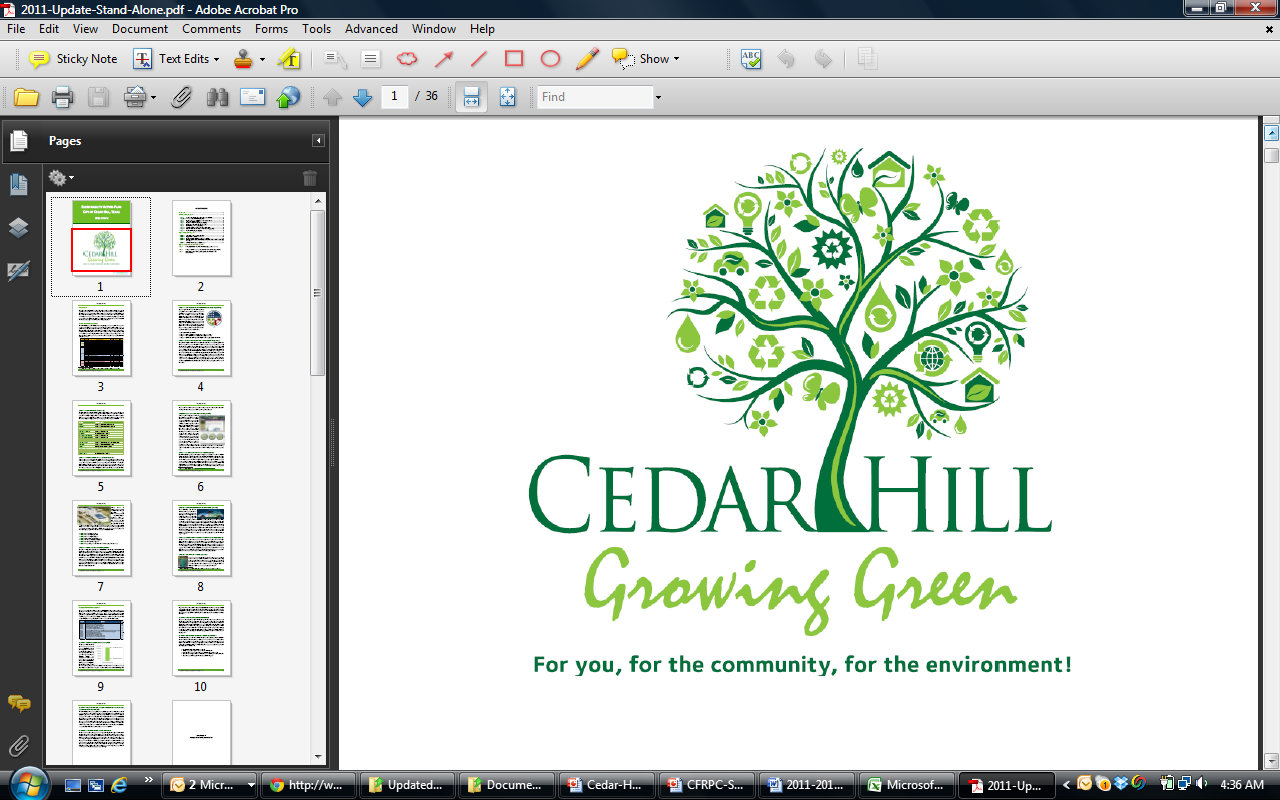 2011-Update-Stand-Alone.pdf - Adobe Acrobat Pro
File Edit View Document Comments Forms Tools Advanced Window Help
Sticky Note Text Edits Show ABC
1 / 36 Find
Pages
1 2
3 4
5 6
7 8
9 10
CEDAR HILL
Growing Green
For you, for the community, for the environment!
2 Micr... http://w... Updated... Docume... Cedar-H... CFRPC-S... 2011-201... Microsof... 2011-Up... 4:36 AM